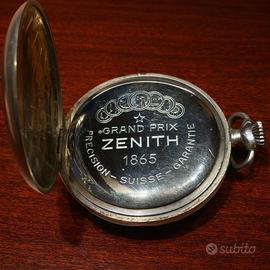 GRAND PRIX
ZENITH
1865
PRECISION - SUISSE - GARANTIE
subito